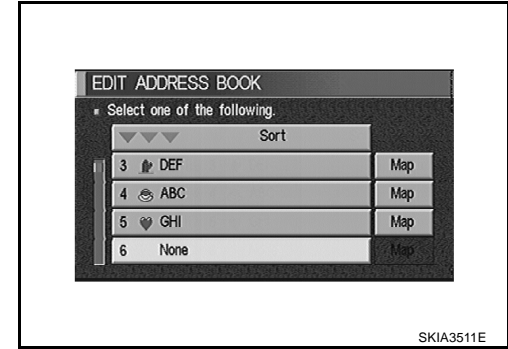 EDIT ADDRESS BOOK
Select one of the following.
Sort
3 DEF Map
4 ABC Map
5 GHI Map
6 None Map
SKIA3511E